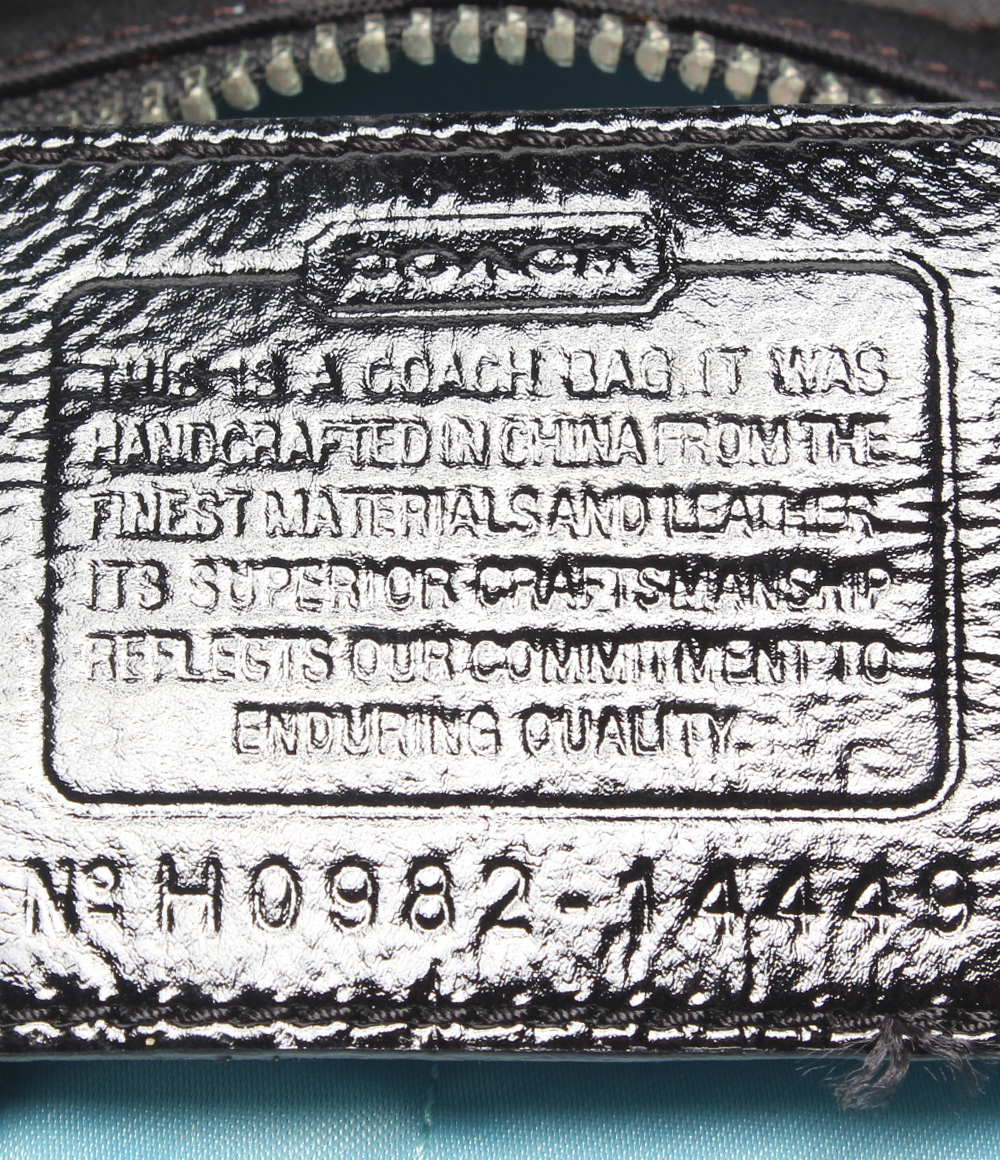 COACH
THIS IS A COACH BAG. IT WAS
HANDCRAFTED IN CHINA FROM THE
FINEST MATERIALS AND LEATHER
ITS SUPERIOR CRAFTSMANSHIP
REFLECTS OUR COMMITMENT TO
ENDURING QUALITY.
Nº H0982-14449